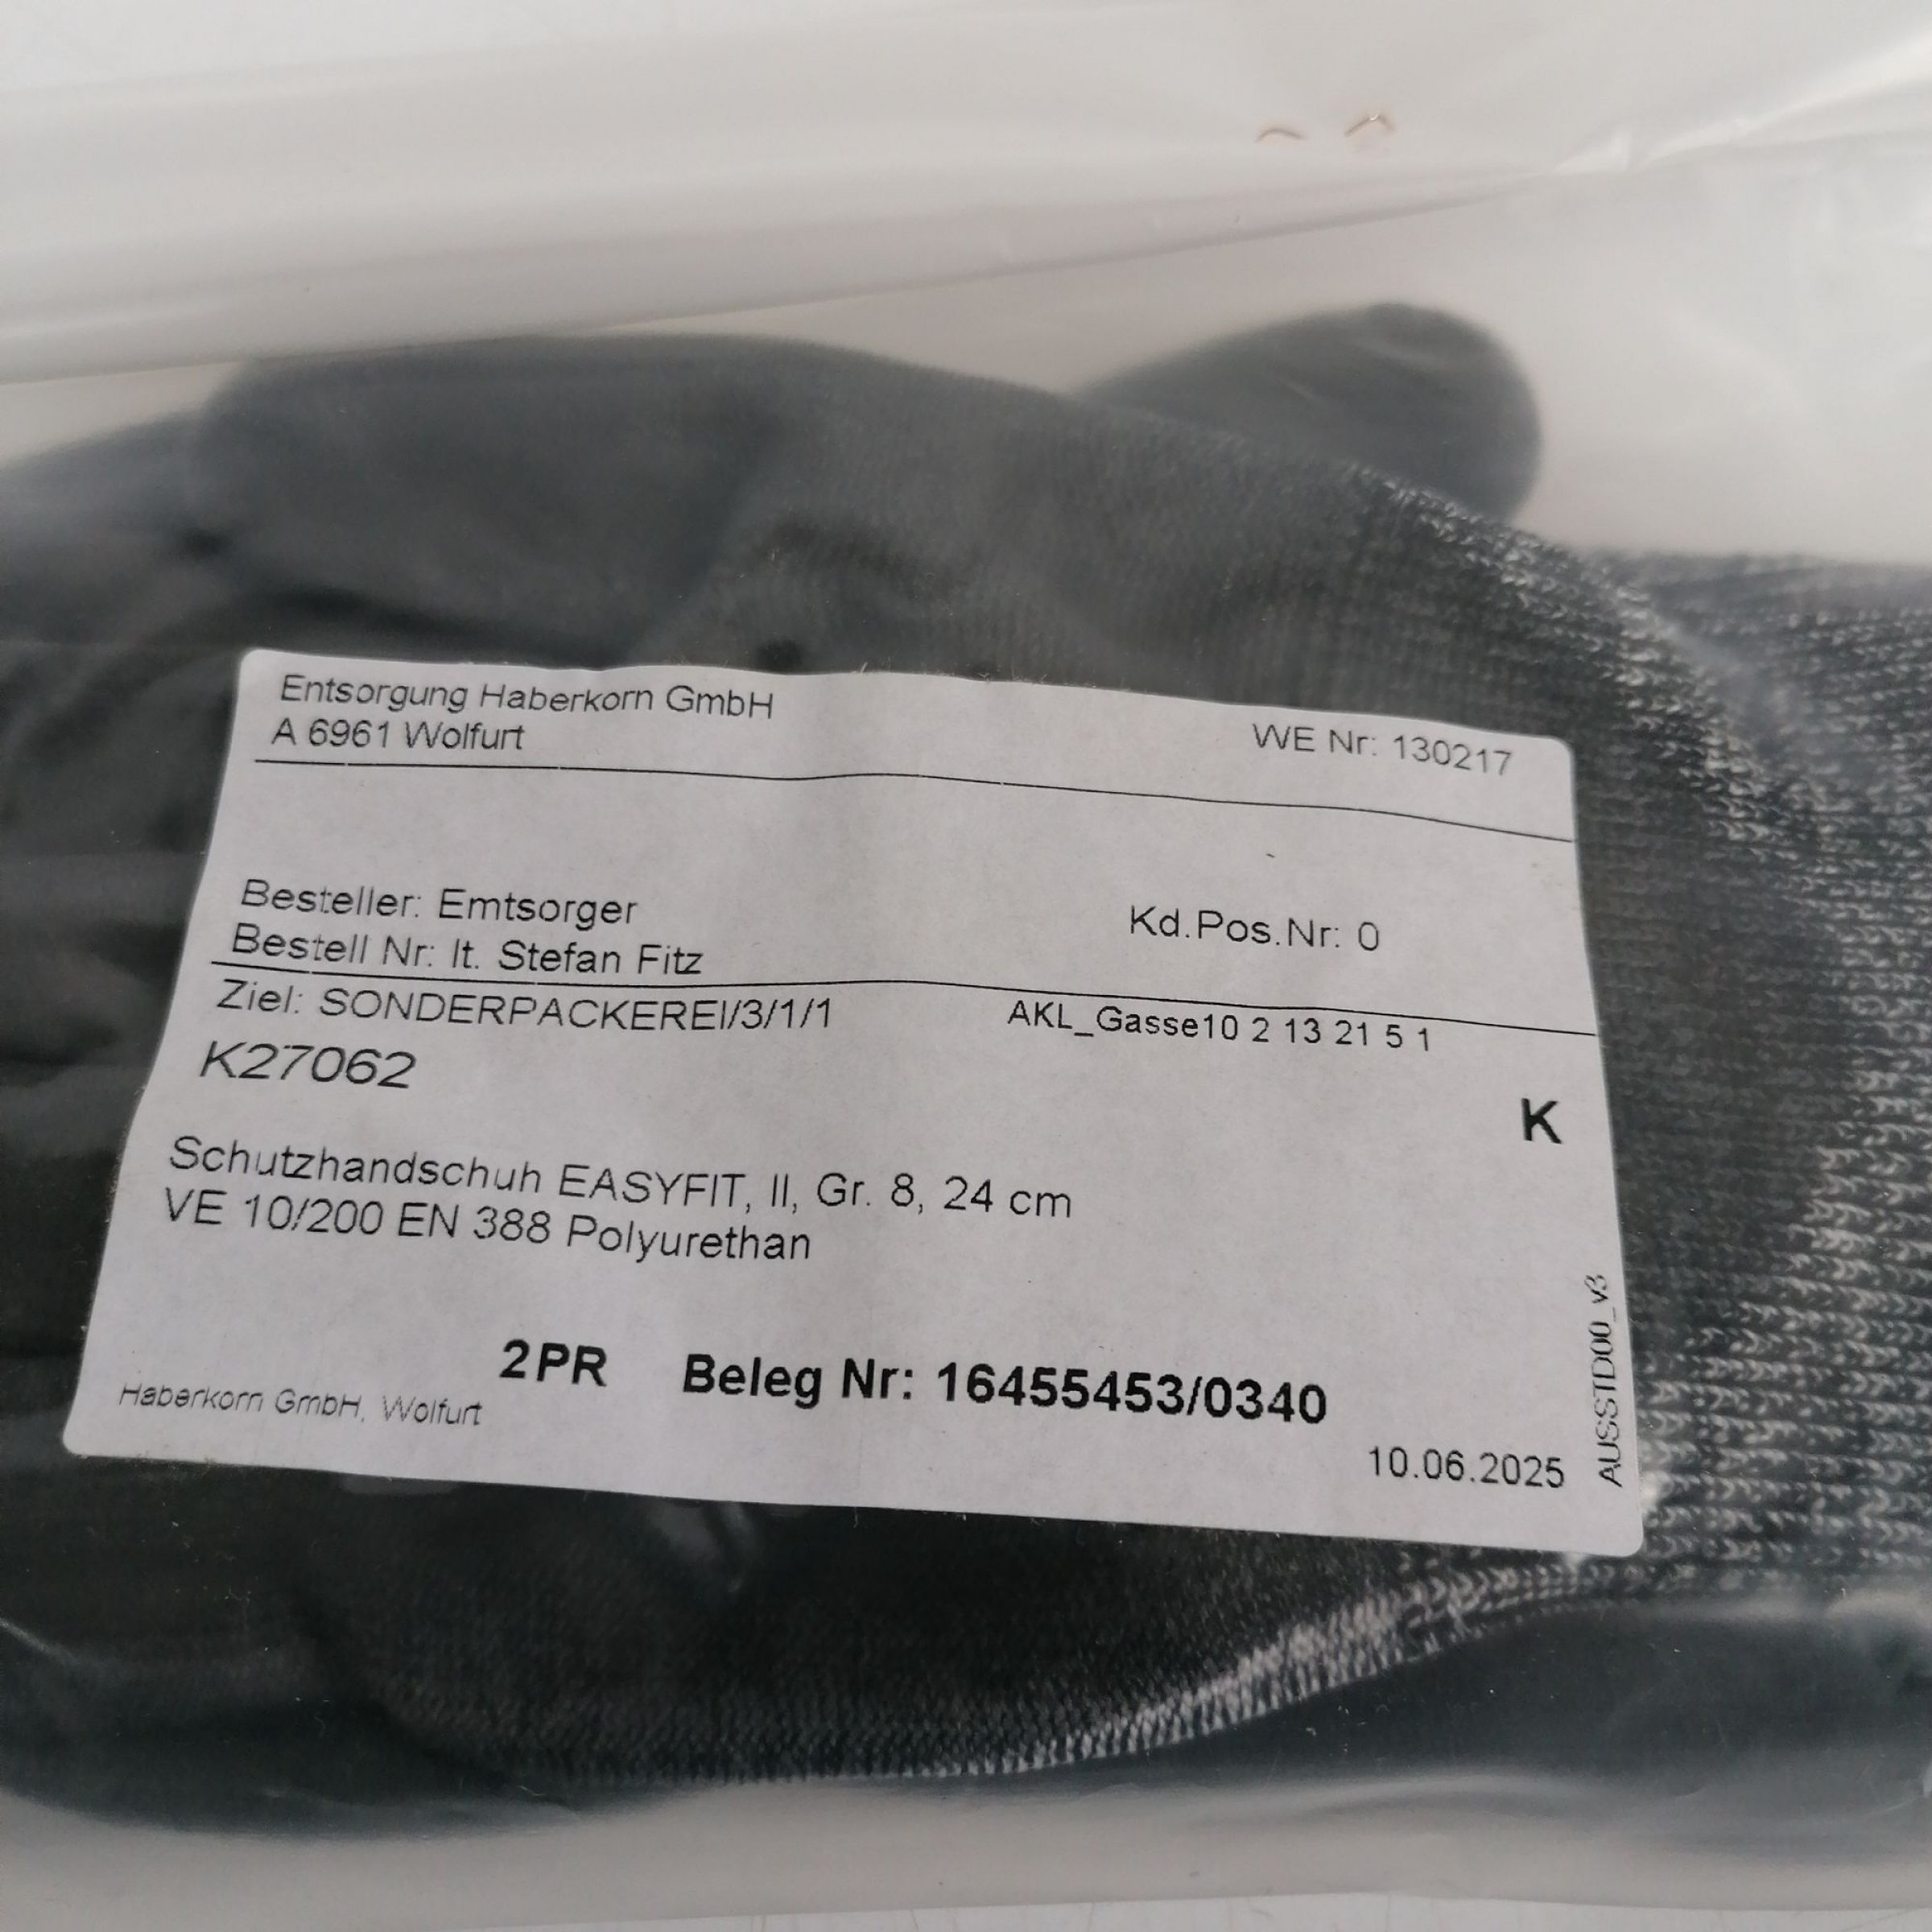 Entsorgung Haberkorn GmbH
A 6961 Wolfurt
WE Nr: 130217
Besteller: Emtsorger
Kd.Pos.Nr: 0
Bestell Nr: lt. Stefan Fitz
Ziel: SONDERPACKEREI/3/1/1
AKL_Gasse10 2 13 21 5 1
K27062
K
Schutzhandschuh EASYFIT, II, Gr. 8, 24 cm
VE 10/200 EN 388 Polyurethan
2PR Beleg Nr: 16455453/0340
Haberkorn GmbH, Wolfurt
10.06.2025
AUSSTD00_v3